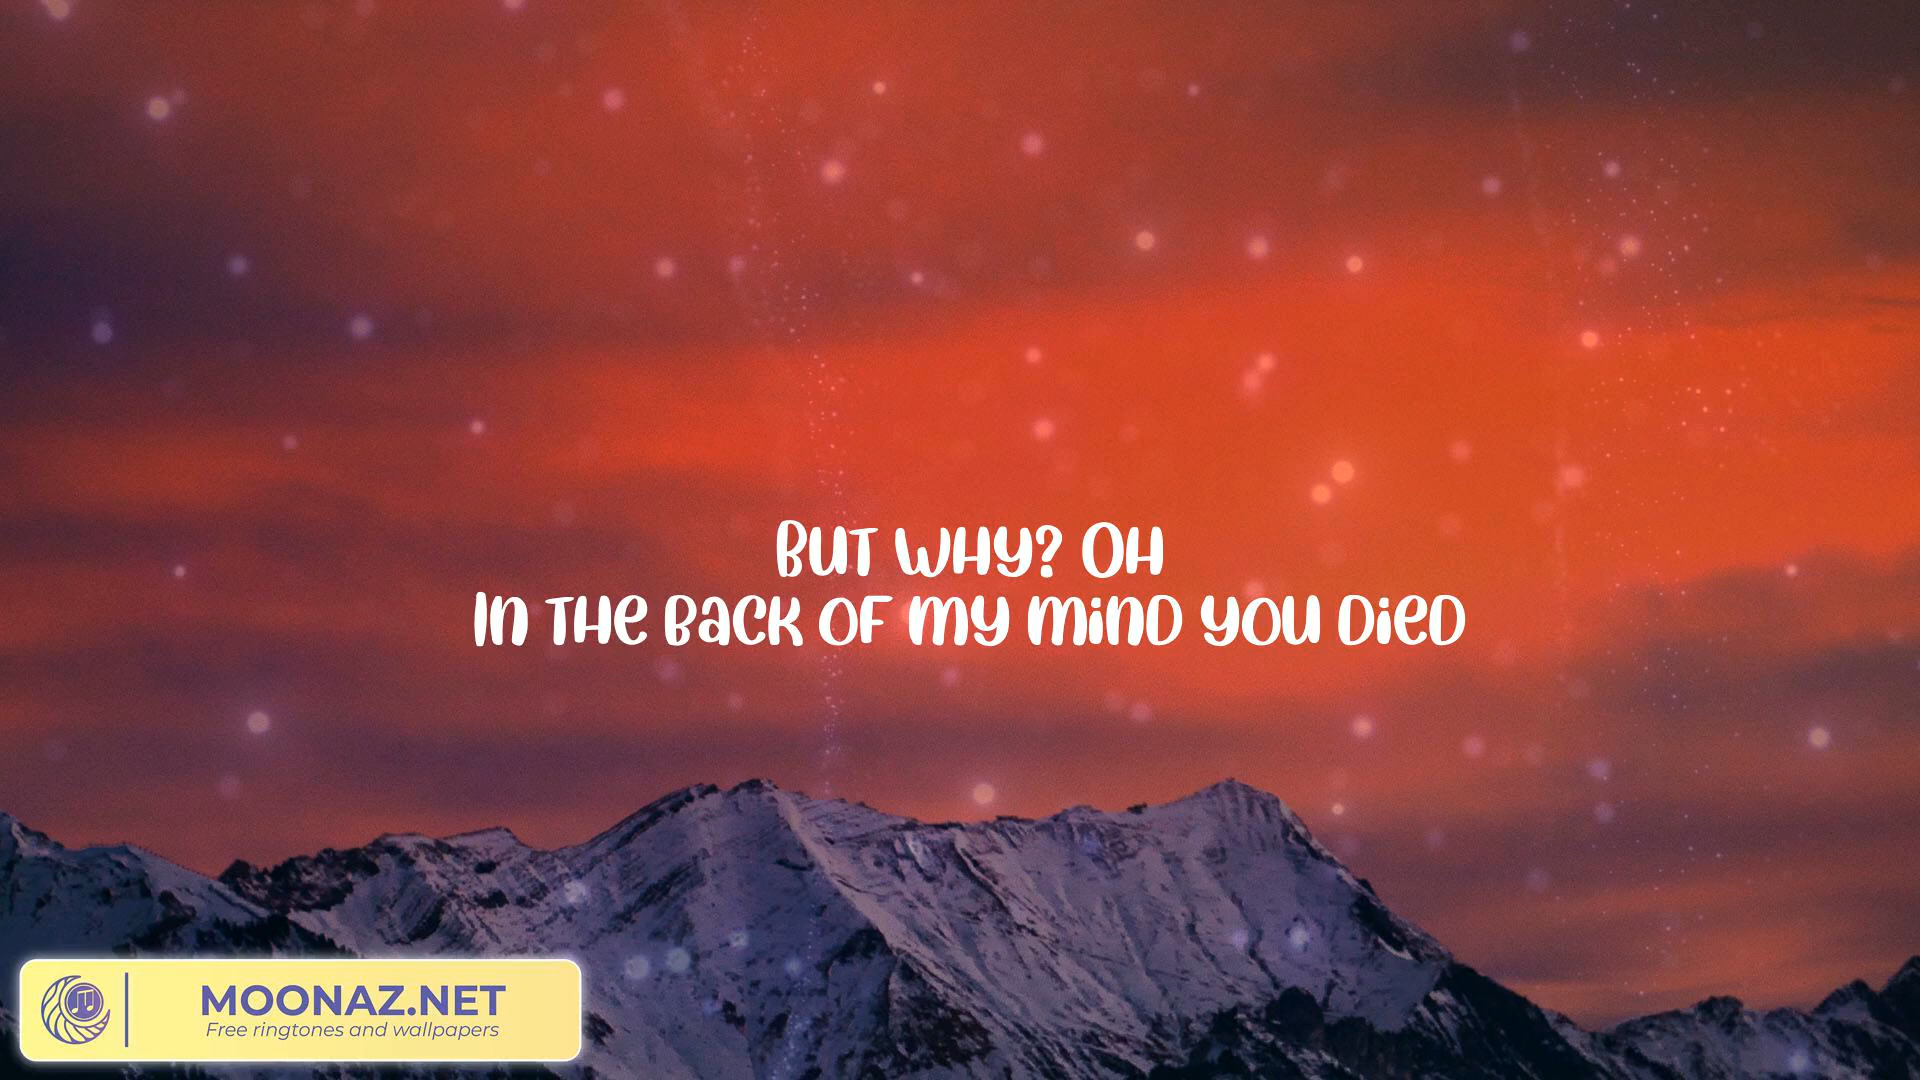 BUT WHY? OH
IN THE BACK OF MY MIND YOU DIED
MOONAZ.NET
Free ringtones and wallpapers